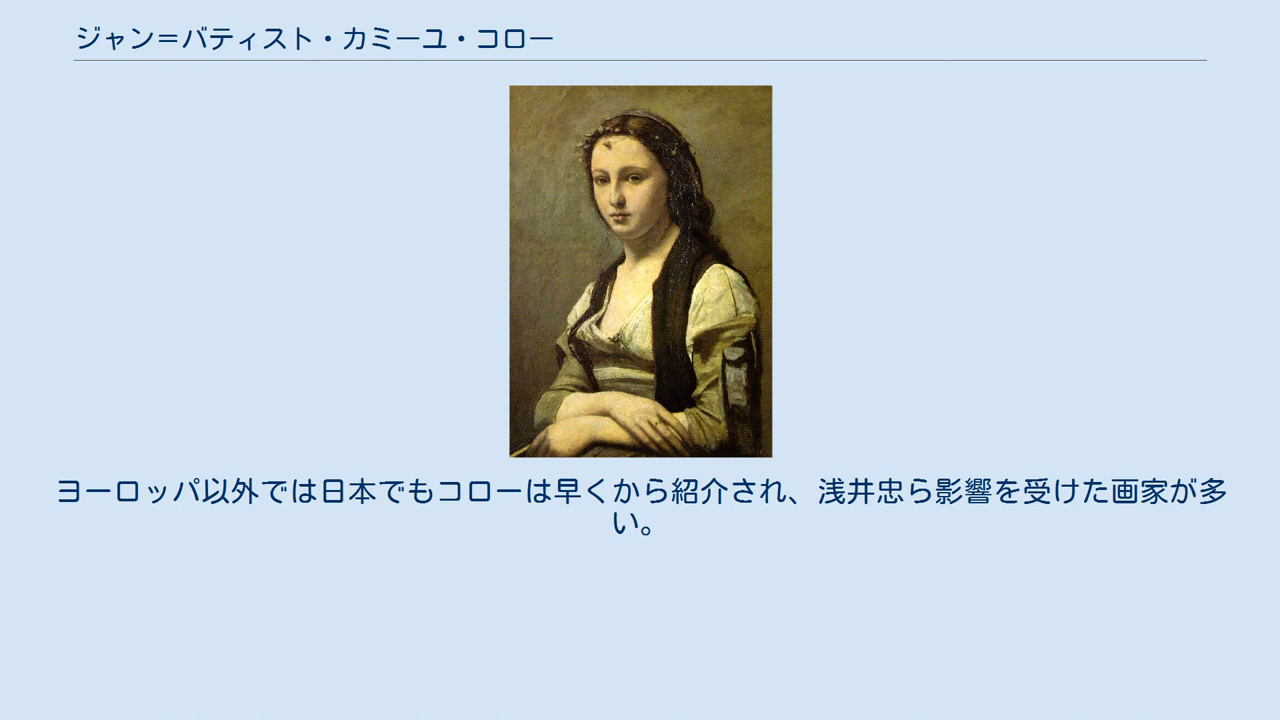 ジャン＝バティスト・カミーユ・コロー
ヨーロッパ以外では日本でもコローは早くから紹介され、浅井忠ら影響を受けた画家が多
い。